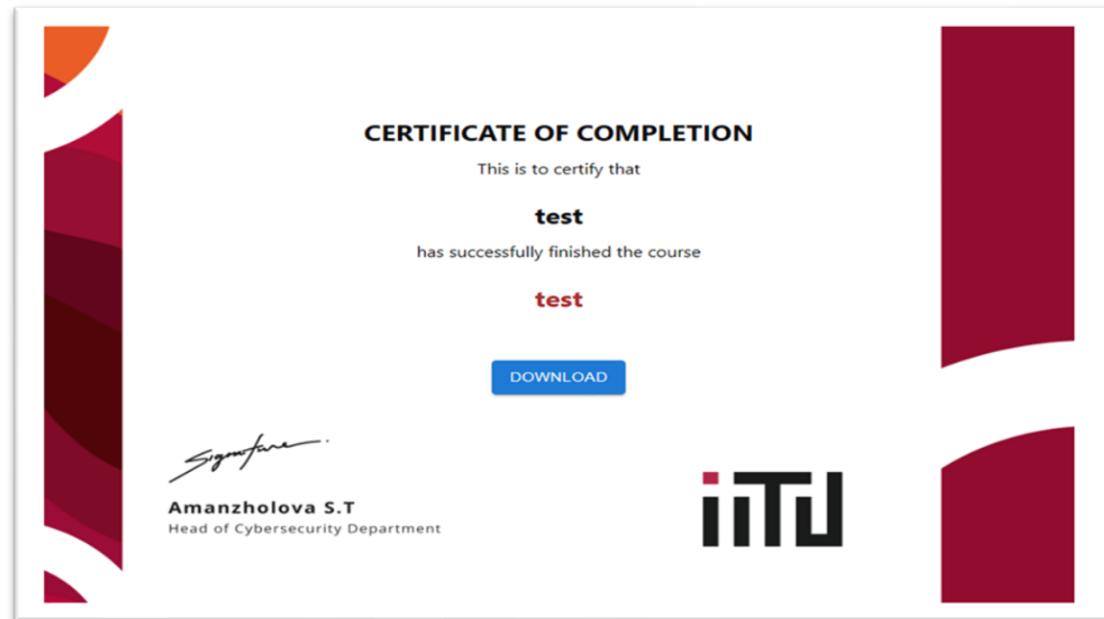 CERTIFICATE OF COMPLETION
This is to certify that
test
has successfully finished the course
test
DOWNLOAD
Signature
Amanzholova S.T
Head of Cybersecurity Department
iiTU